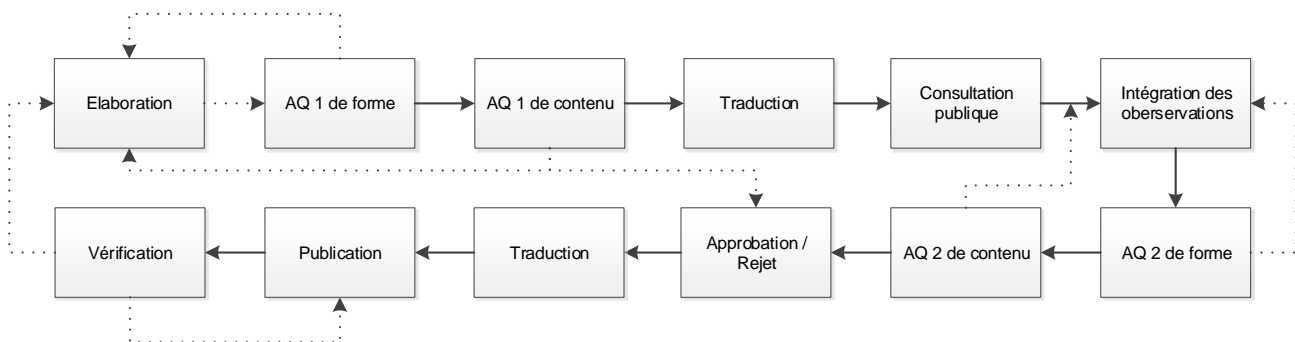 Elaboration
AQ 1 de forme
AQ 1 de contenu
Traduction
Consultation
publique
Intégration des
oberservations
Vérification
Publication
Traduction
Approbation /
Rejet
AQ 2 de contenu
AQ 2 de forme